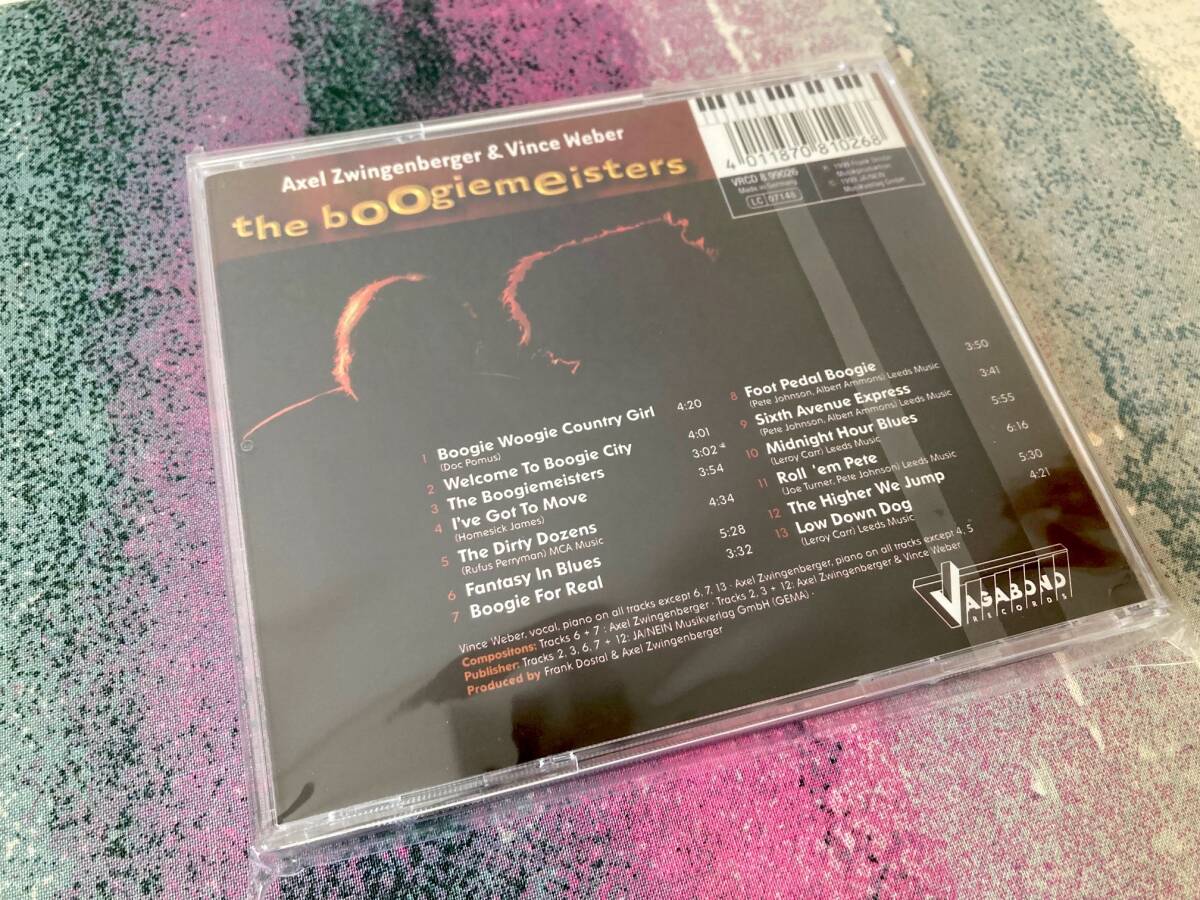 Axel Zwingenberger & Vince Weber
the boogiemeisters
4 011870 810268
VRCD 8.99026
Made in Germany
LC 07145
1 Boogie Woogie Country Girl 4:20
(Doc Pomus)
2 Welcome To Boogie City 4:01
3 The Boogiemeisters 3:02*
4 I've Got To Move 3:54
(Homesick James)
5 The Dirty Dozens 4:34
(Rufus Perryman) MCA Music
6 Fantasy In Blues 5:28
7 Boogie For Real 3:32
8 Foot Pedal Boogie 3:50
(Pete Johnson, Albert Ammons) Leeds Music
9 Sixth Avenue Express 3:41
(Pete Johnson, Albert Ammons) Leeds Music
10 Midnight Hour Blues 5:55
(Leroy Carr) Leeds Music
11 Roll 'em Pete 6:16
(Joe Turner, Pete Johnson) Leeds Music
12 The Higher We Jump 5:30
13 Low Down Dog 4:21
(Leroy Carr) Leeds Music
Vince Weber, vocal, piano on all tracks except 6, 7, 13 · Axel Zwingenberger, piano on all tracks except 4, 5
Compositons: Tracks 6 + 7 : Axel Zwingenberger · Tracks 2, 3 + 12: Axel Zwingenberger & Vince Weber
Publisher: Tracks 2, 3, 6, 7 + 12: JA/NEIN Musikverlag GmbH (GEMA) ·
Produced by Frank Dostal & Axel Zwingenberger
VAGABOND
RECORDS